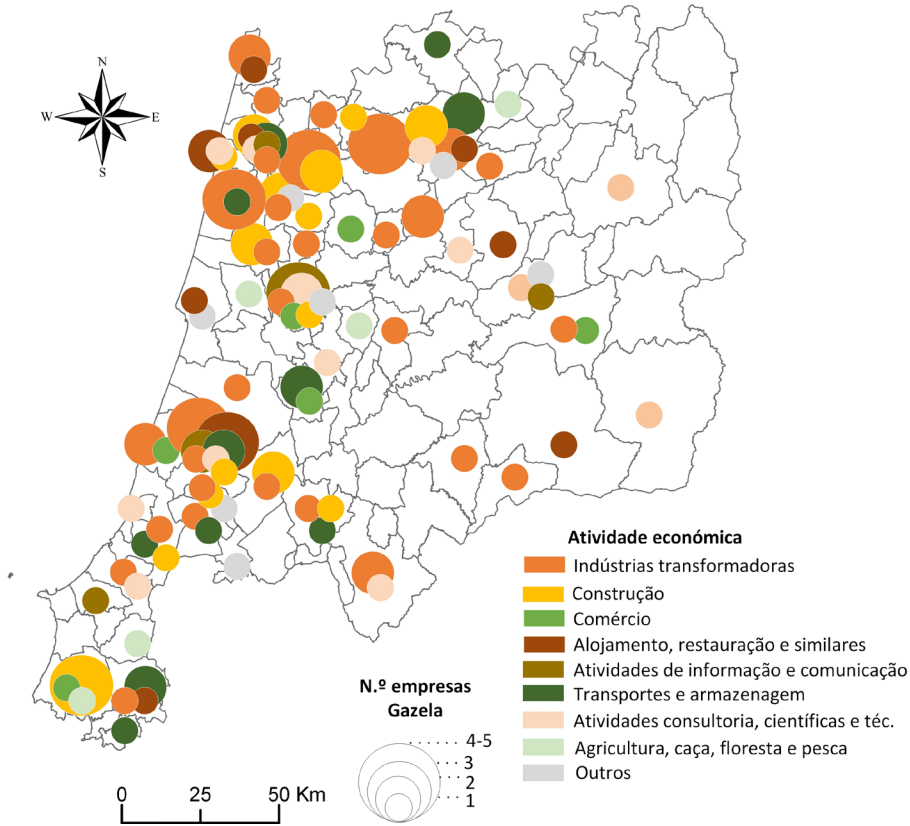 N
W
E
S
Atividade económica
Indústrias transformadoras
Construção
Comércio
Alojamento, restauração e similares
Atividades de informação e comunicação
Transportes e armazenagem
Atividades consultoria, científicas e téc.
Agricultura, caça, floresta e pesca
Outros
N.º empresas
Gazela
4-5
3
2
1
0 25 50 Km